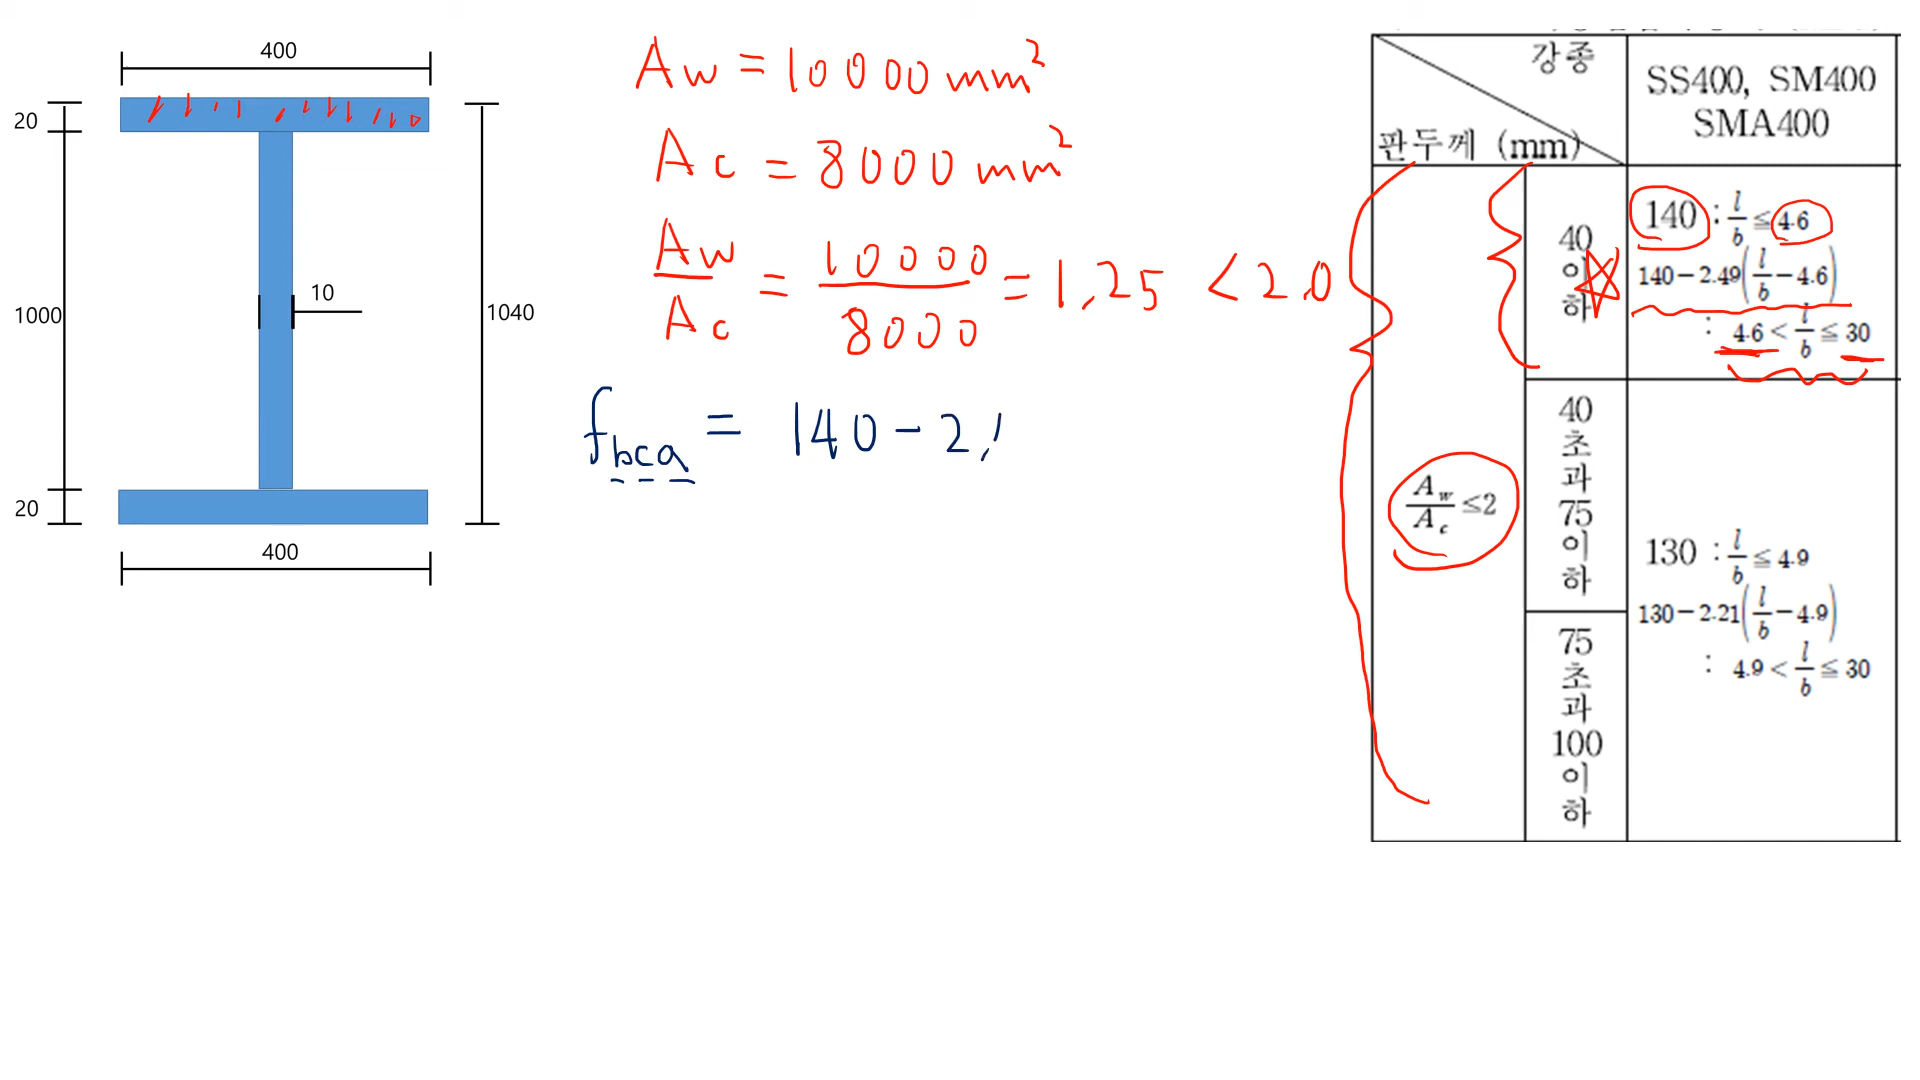 400
20
1000
10
1040
20
400
Aw = 10000 mm²
Ac = 8000 mm²
Aw/Ac = 10000/8000 = 1.25 < 2.0
fbca = 140 - 2.
강종
판두께 (mm)
SS400, SM400
SMA400
Aw/Ac ≤2
40
이
하
140 : l/b ≤ 4.6
140-2.49(l/b-4.6)
: 4.6 < l/b ≤ 30
40
초
과
75
이
하
75
초
과
100
이
하
130 : l/b ≤ 4.9
130-2.21(l/b-4.9)
: 4.9 < l/b ≤ 30